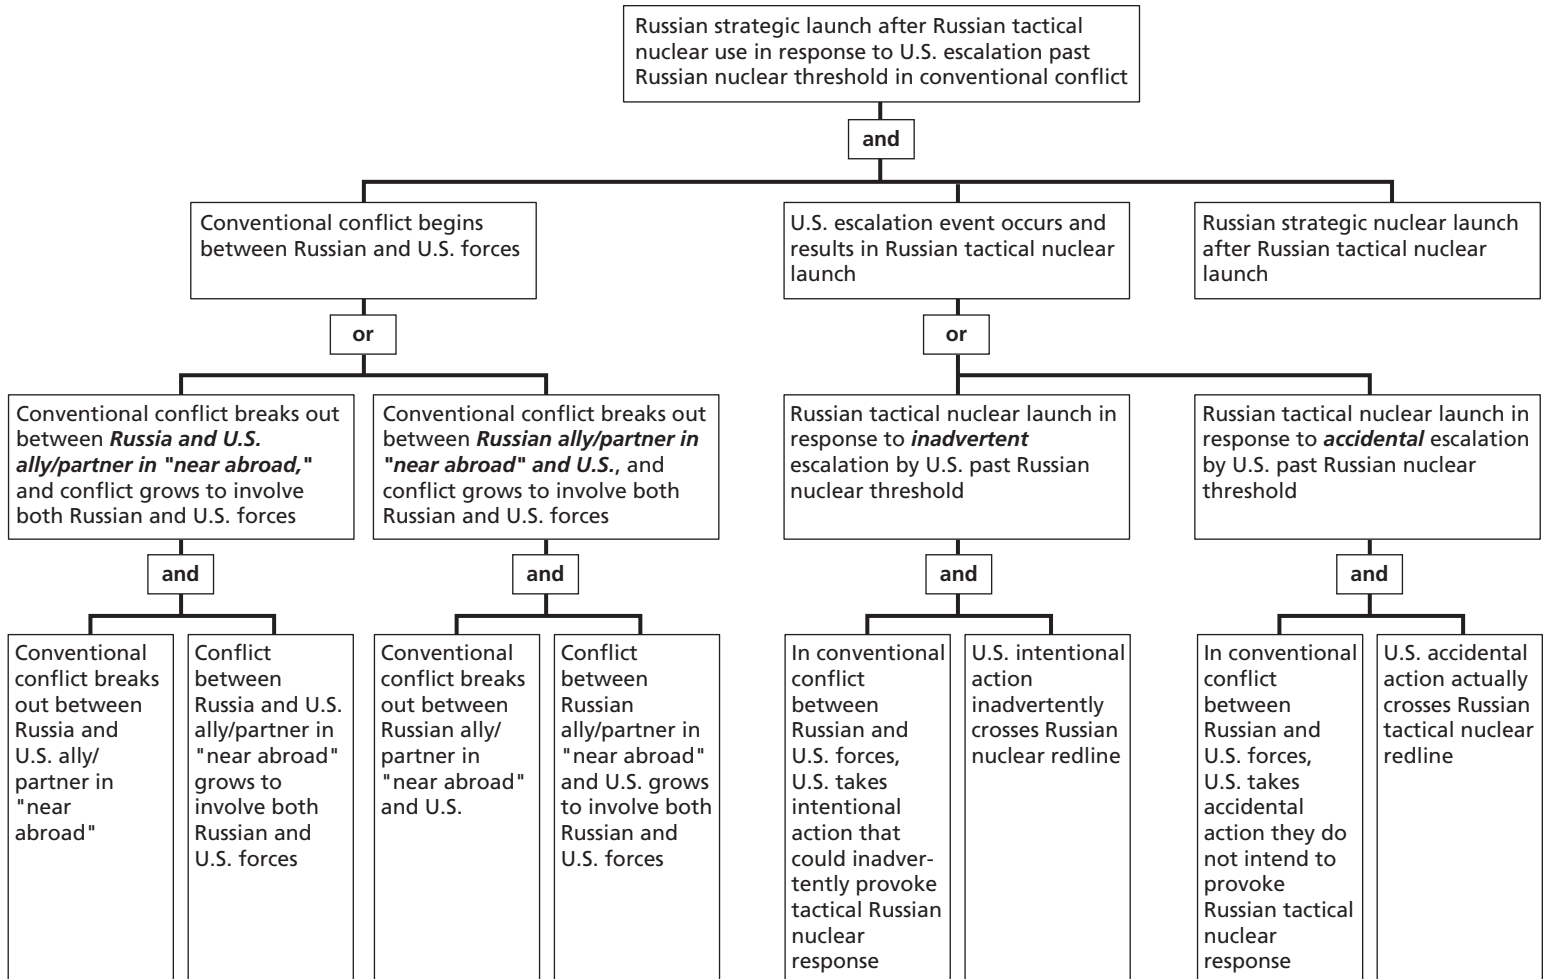 Russian strategic launch after Russian tactical
nuclear use in response to U.S. escalation past
Russian nuclear threshold in conventional conflict
and
Conventional conflict begins
between Russian and U.S. forces
U.S. escalation event occurs and
results in Russian tactical nuclear
launch
Russian strategic nuclear launch
after Russian tactical nuclear
launch
or
or
Conventional conflict breaks out
between Russia and U.S.
ally/partner in "near abroad,"
and conflict grows to involve
both Russian and U.S. forces
Conventional conflict breaks out
between Russian ally/partner in
"near abroad" and U.S., and
conflict grows to involve both
Russian and U.S. forces
Russian tactical nuclear launch in
response to inadvertent
escalation by U.S. past Russian
nuclear threshold
Russian tactical nuclear launch in
response to accidental escalation
by U.S. past Russian nuclear
threshold
and
and
and
and
Conventional
conflict breaks
out between
Russia and
U.S. ally/
partner in
"near
abroad"
Conflict
between
Russia and U.S.
ally/partner in
"near abroad"
grows to
involve both
Russian and
U.S. forces
Conventional
conflict breaks
out between
Russian ally/
partner in
"near abroad"
and U.S.
Conflict
between
Russian
ally/partner in
"near abroad"
and U.S. grows
to involve both
Russian and
U.S. forces
In conventional
conflict
between
Russian and
U.S. forces,
U.S. takes
intentional
action that
could inadver-
tently provoke
tactical Russian
nuclear
response
U.S. intentional
action
inadvertently
crosses Russian
nuclear redline
In conventional
conflict
between
Russian and
U.S. forces,
U.S. takes
accidental
action they do
not intend to
provoke
Russian tactical
nuclear
response
U.S. accidental
action actually
crosses Russian
tactical nuclear
redline